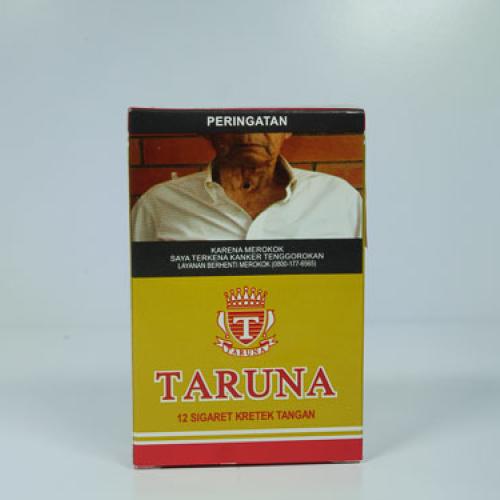 PERINGATAN
KARENA MEROKOK
SAYA TERKENA KANKER TENGGOROKAN
LAYANAN BERHENTI MEROKOK (0800-177-6565)
T
TARUNA
TARUNA
12 SIGARET KRETEK TANGAN